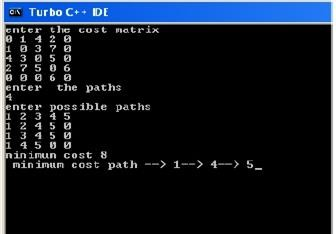 Turbo C++ IDE
enter the cost matrix
0 1 4 2 0
1 0 3 7 0
4 3 0 5 0
2 7 5 0 6
0 0 0 6 0
enter the paths
4
enter possible paths
1 2 3 4 5
1 2 4 5 0
1 3 4 5 0
1 4 5 0 0
minimun cost 8
minimum cost path --> 1--> 4--> 5_